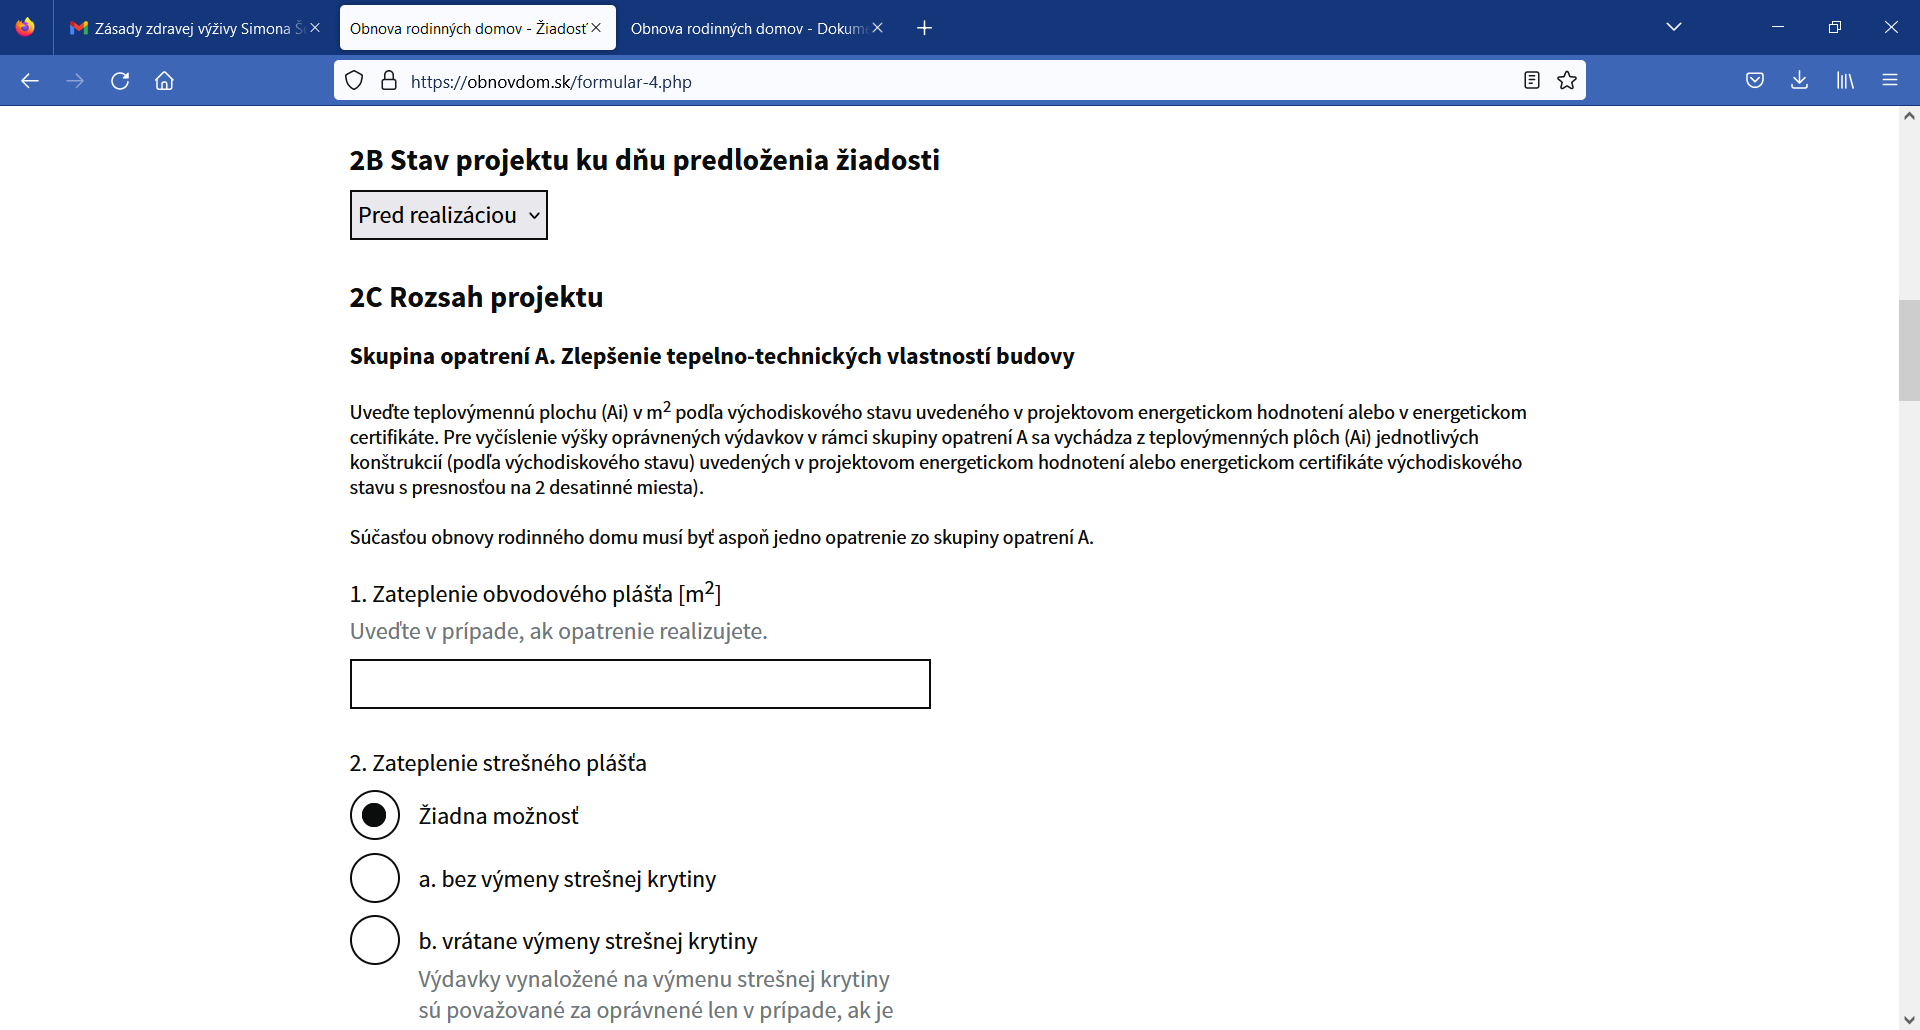 Zásady zdravej výživy Simona
Obnova rodinných domov - Žiadosť
Obnova rodinných domov - Dokum
https://obnovdom.sk/formular-4.php
2B Stav projektu ku dňu predloženia žiadosti
Pred realizáciou
2C Rozsah projektu
Skupina opatrení A. Zlepšenie tepelno-technických vlastností budovy
Uveďte teplovýmennú plochu (Ai) v m2 podľa východiskového stavu uvedeného v projektovom energetickom hodnotení alebo v energetickom
certifikáte. Pre vyčíslenie výšky oprávnených výdavkov v rámci skupiny opatrení A sa vychádza z teplovýmenných plôch (Ai) jednotlivých
konštrukcií (podľa východiskového stavu) uvedených v projektovom energetickom hodnotení alebo energetickom certifikáte východiskového
stavu s presnosťou na 2 desatinné miesta).
Súčasťou obnovy rodinného domu musí byť aspoň jedno opatrenie zo skupiny opatrení A.
1. Zateplenie obvodového plášťa [m2]
Uveďte v prípade, ak opatrenie realizujete.
2. Zateplenie strešného plášťa
Žiadna možnosť
a. bez výmeny strešnej krytiny
b. vrátane výmeny strešnej krytiny
Výdavky vynaložené na výmenu strešnej krytiny
sú považované za oprávnené len v prípade, ak je